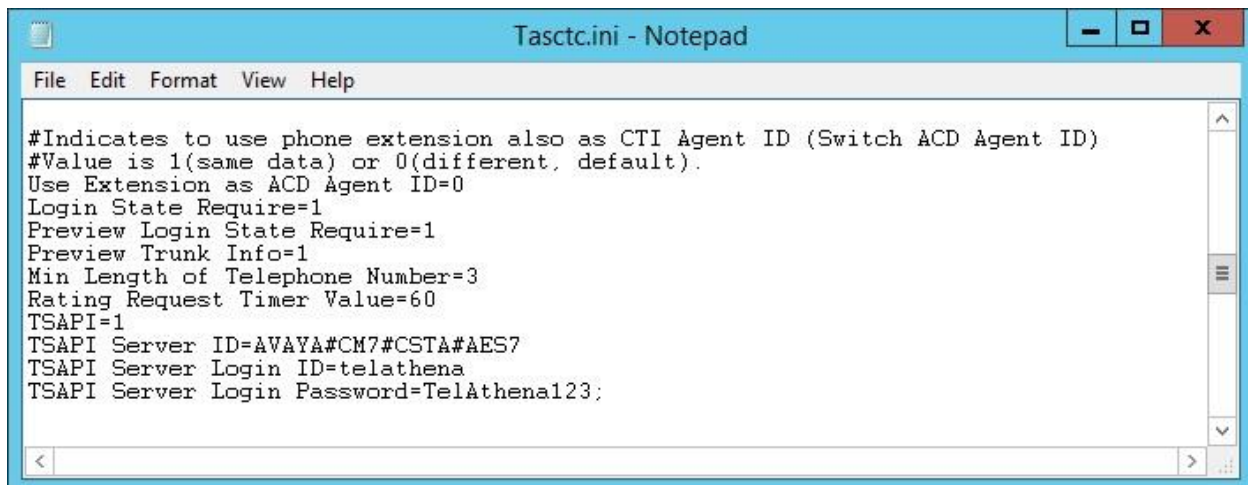 Tasctc.ini - Notepad
File Edit Format View Help
#Indicates to use phone extension also as CTI Agent ID (Switch ACD Agent ID)
#Value is 1(same data) or 0(different, default).
Use Extension as ACD Agent ID=0
Login State Require=1
Preview Login State Require=1
Preview Trunk Info=1
Min Length of Telephone Number=3
Rating Request Timer Value=60
TSAPI=1
TSAPI Server ID=AVAYA#CM7#CSTA#AES7
TSAPI Server Login ID=telathena
TSAPI Server Login Password=TelAthena123;